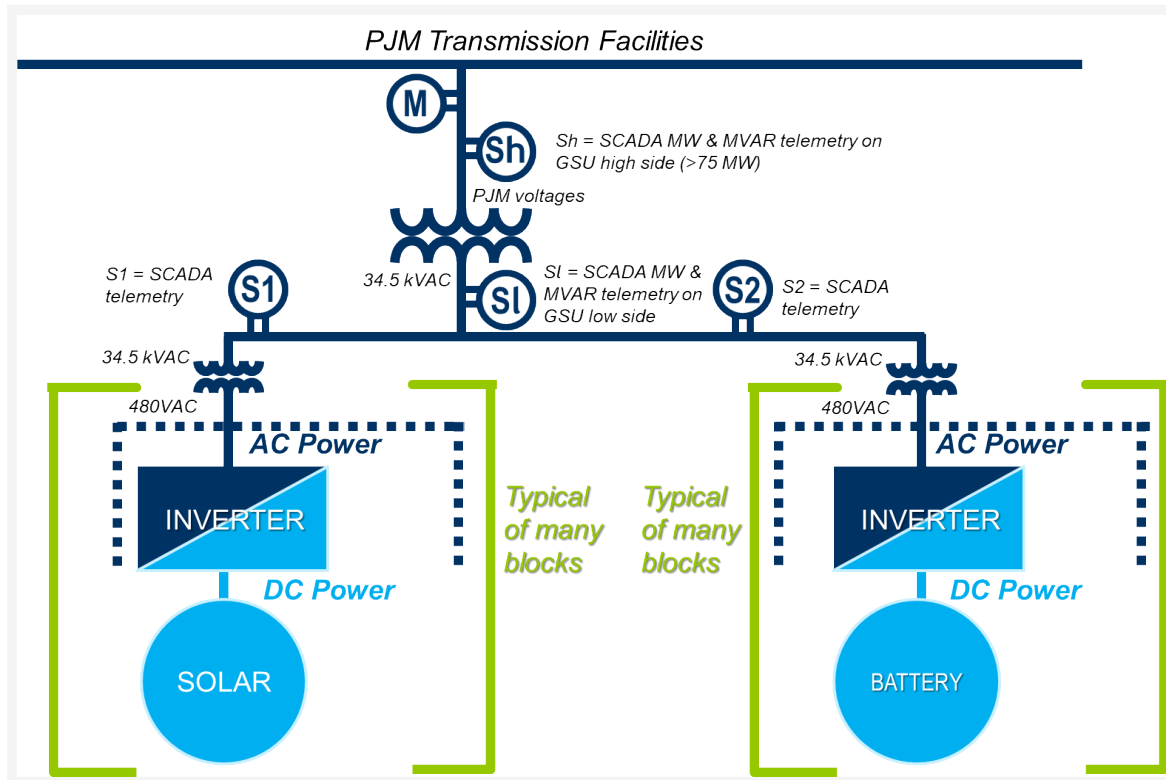 PJM Transmission Facilities
M
Sh
Sh = SCADA MW & MVAR telemetry on
GSU high side (>75 MW)
PJM voltages
34.5 kVAC
S1 = SCADA
telemetry
S1
Sl
Sl = SCADA MW &
MVAR telemetry on
GSU low side
S2
S2 = SCADA
telemetry
34.5 kVAC
480VAC
AC Power
INVERTER
DC Power
SOLAR
Typical
of many
blocks
Typical
of many
blocks
34.5 kVAC
480VAC
AC Power
INVERTER
DC Power
BATTERY